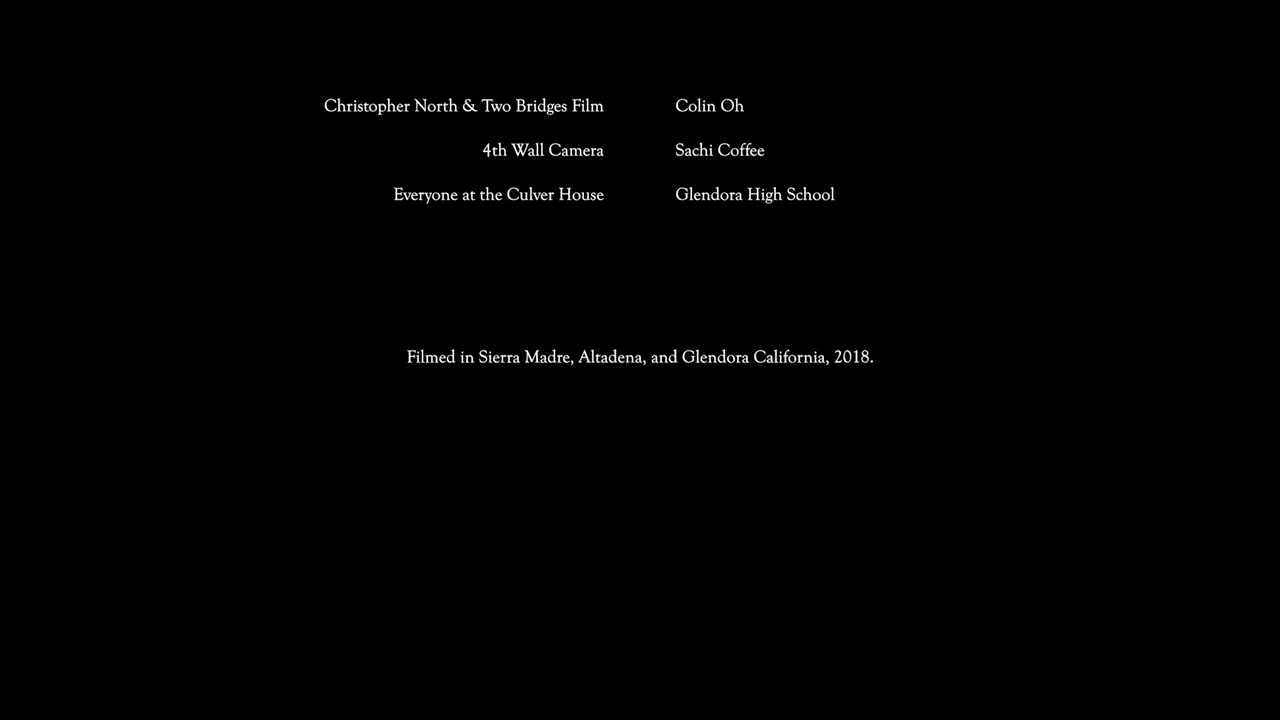 Christopher North & Two Bridges Film Colin Oh
4th Wall Camera Sachi Coffee
Everyone at the Culver House Glendora High School
Filmed in Sierra Madre, Altadena, and Glendora California, 2018.